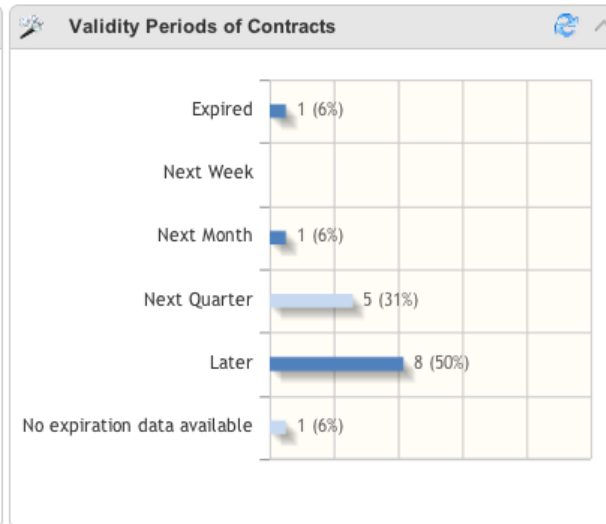 Validity Periods of Contracts
Expired 1 (6%)
Next Week
Next Month 1 (6%)
Next Quarter 5 (31%)
Later 8 (50%)
No expiration data available 1 (6%)